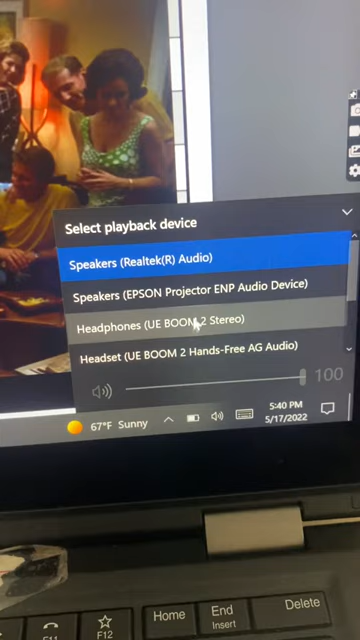 Select playback device
Speakers (Realtek(R) Audio)
Speakers (EPSON Projector ENP Audio Device)
Headphones (UE BOOM 2 Stereo)
Headset (UE BOOM 2 Hands-Free AG Audio)
100
67°F Sunny
5:40 PM
5/17/2022
F11
F12
Home
End
Insert
Delete